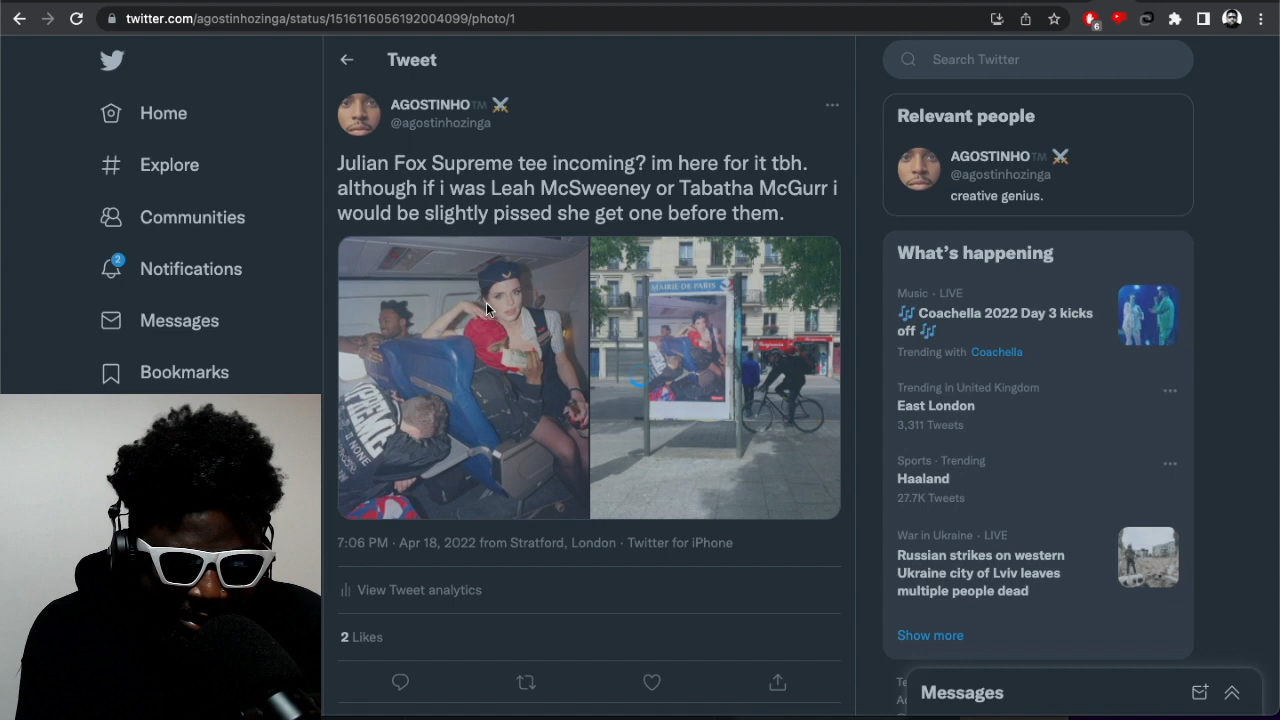 twitter.com/agostinhozinga/status/1516116056192004099/photo/1
6
Home
Explore
Communities
2
Notifications
Messages
Bookmarks
Tweet
AGOSTINHO™ ⚔
@agostinhozinga
Julian Fox Supreme tee incoming? im here for it tbh.
although if i was Leah McSweeney or Tabatha McGurr i
would be slightly pissed she get one before them.
SUPREME
MAIRIE DE PARIS
7:06 PM · Apr 18, 2022 from Stratford, London · Twitter for iPhone
View Tweet analytics
2 Likes
Search Twitter
Relevant people
AGOSTINHO™ ⚔
@agostinhozinga
creative genius.
What's happening
Music · LIVE
🎶 Coachella 2022 Day 3 kicks
off 🎶
Trending with Coachella
Trending in United Kingdom
East London
3,311 Tweets
Sports · Trending
Haaland
27.7K Tweets
War in Ukraine · LIVE
Russian strikes on western
Ukraine city of Lviv leaves
multiple people dead
Show more
Messages